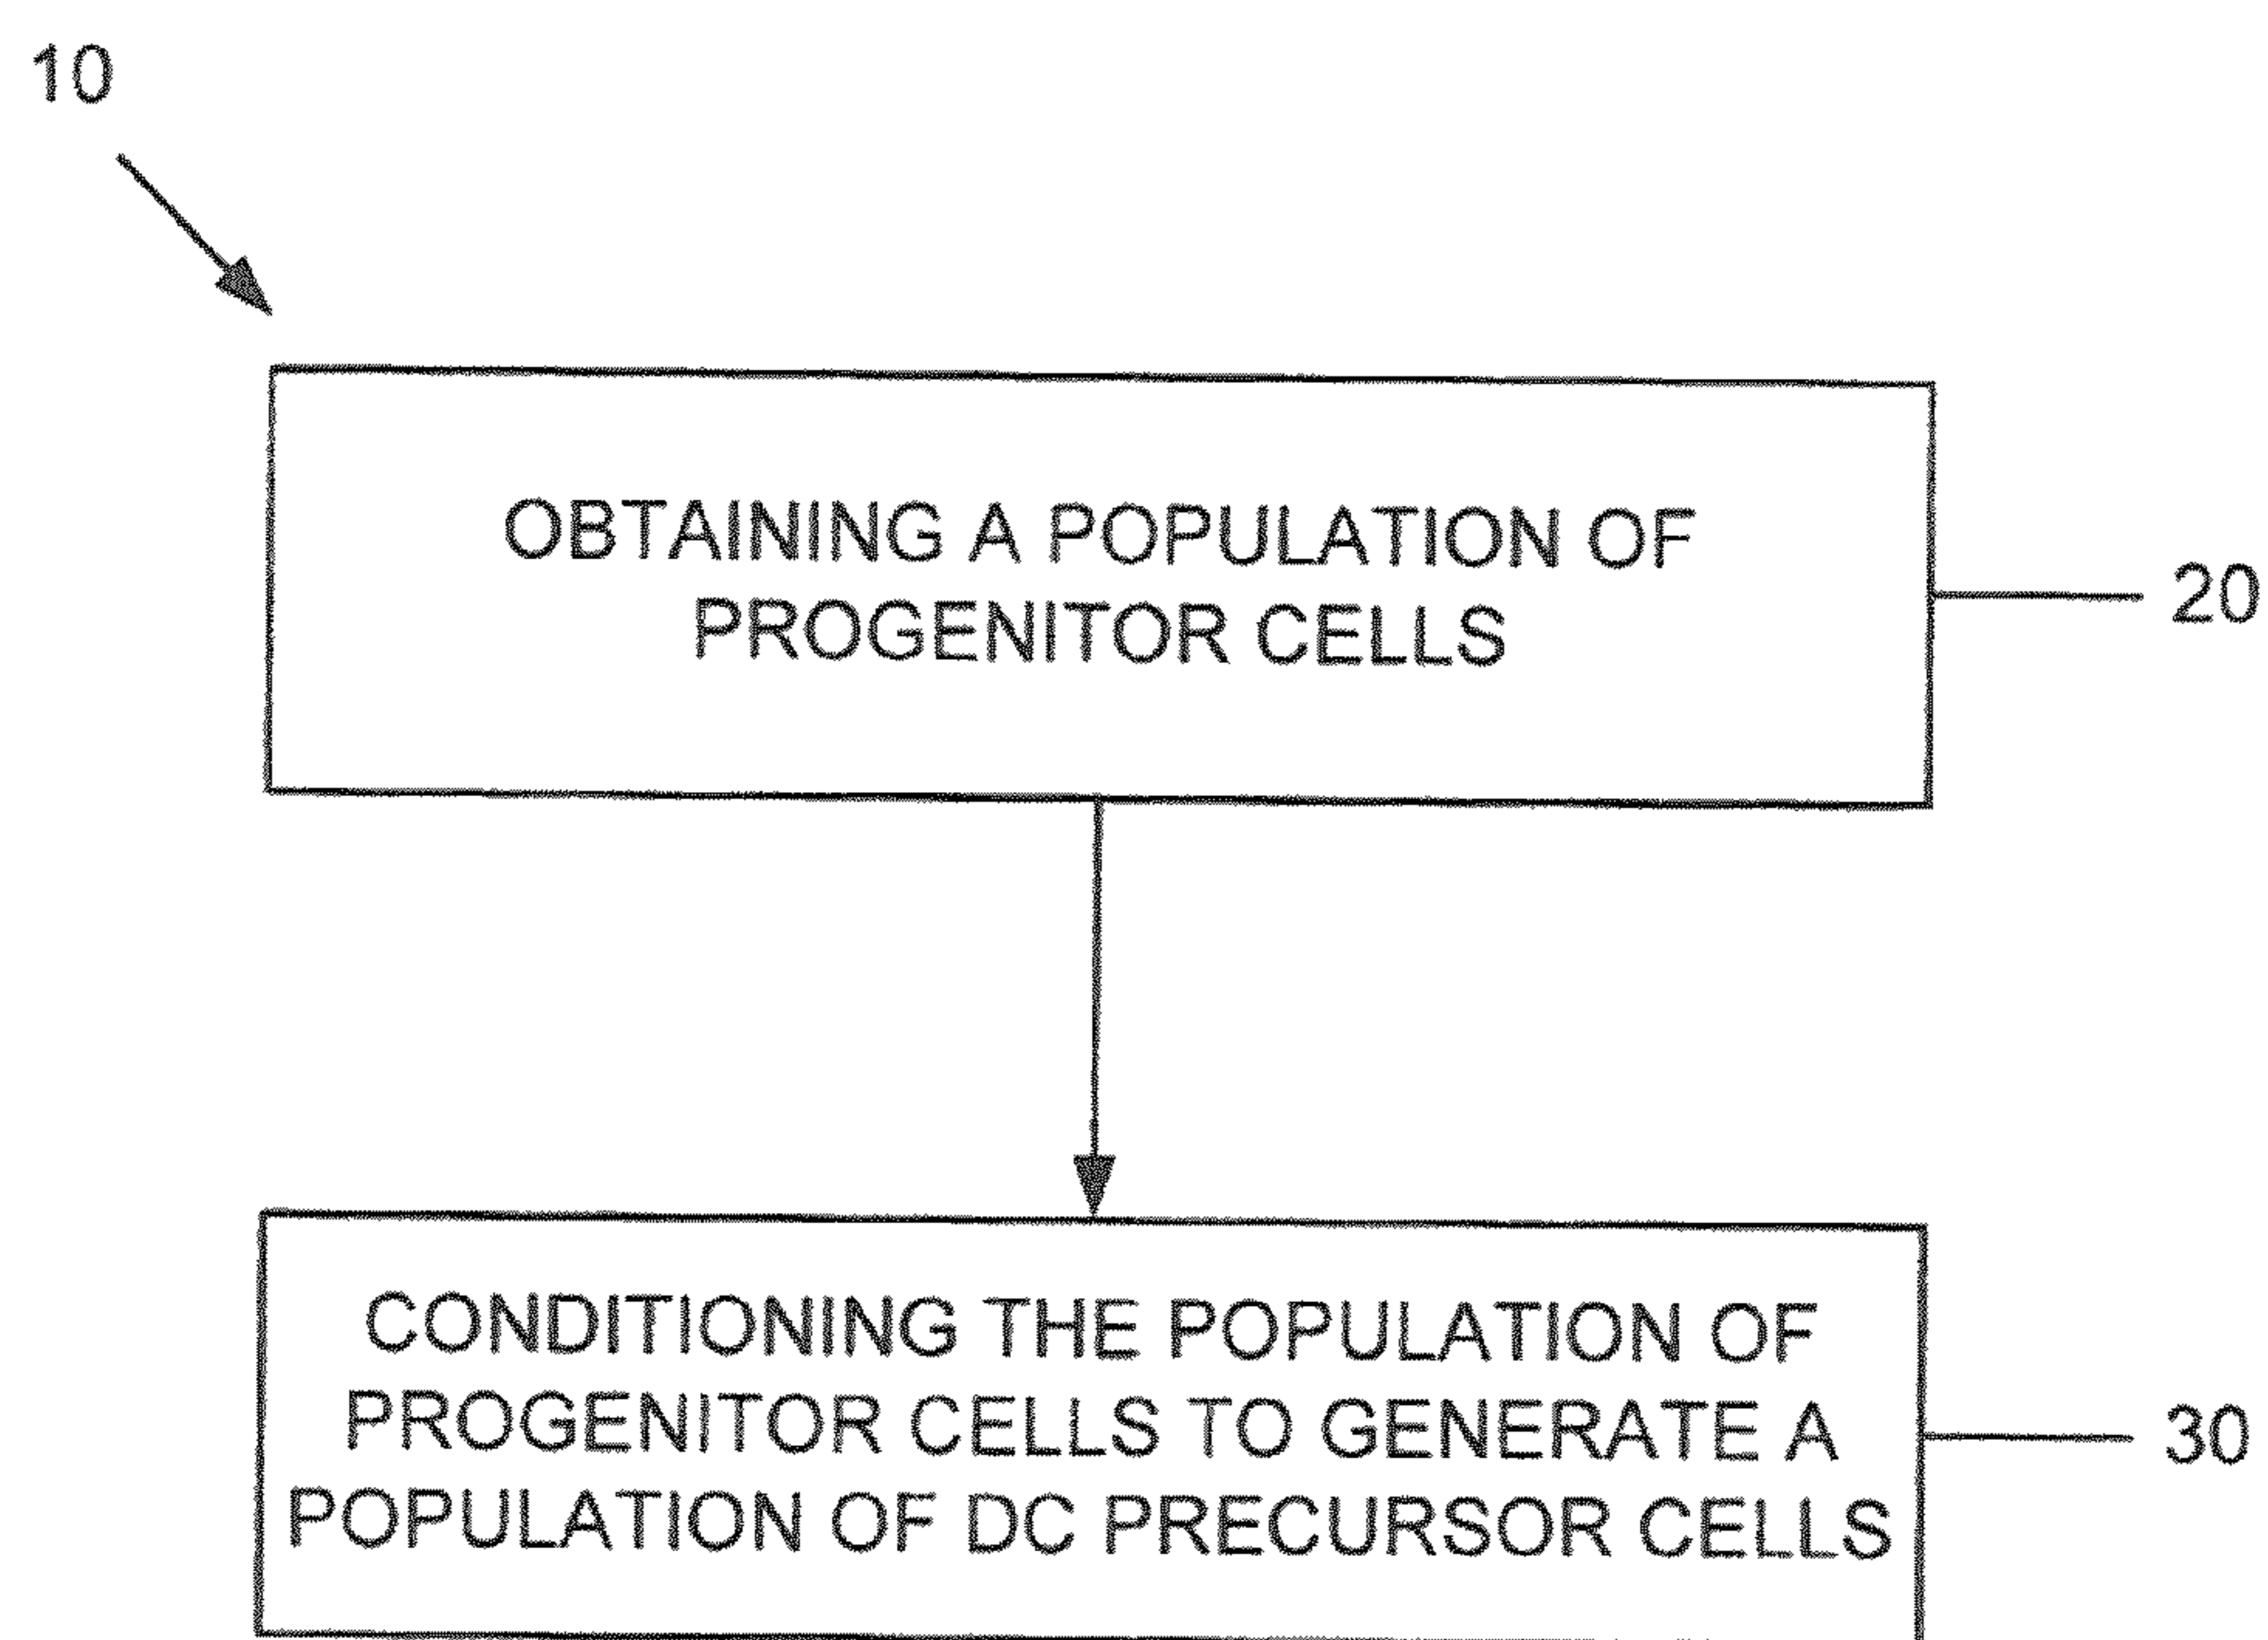 10
OBTAINING A POPULATION OF
PROGENITOR CELLS
20
CONDITIONING THE POPULATION OF
PROGENITOR CELLS TO GENERATE A
POPULATION OF DC PRECURSOR CELLS
30